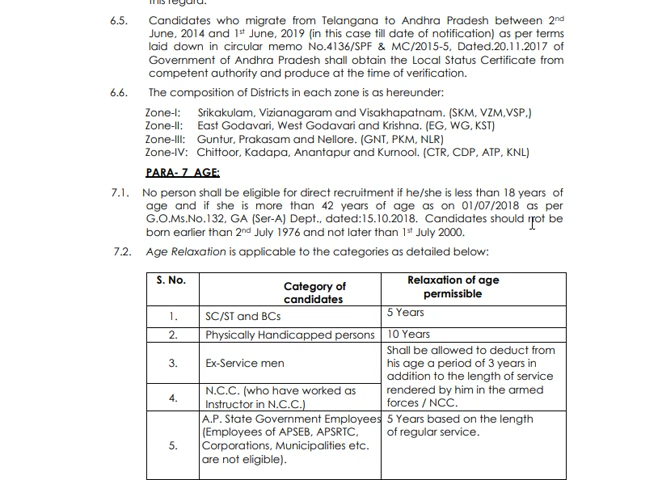 this regard.
6.5. Candidates who migrate from Telangana to Andhra Pradesh between 2nd
June, 2014 and 1st June, 2019 (in this case till date of notification) as per terms
laid down in circular memo No.4136/SPF & MC/2015-5, Dated.20.11.2017 of
Government of Andhra Pradesh shall obtain the Local Status Certificate from
competent authority and produce at the time of verification.
6.6. The composition of Districts in each zone is as hereunder:
Zone-I: Srikakulam, Vizianagaram and Visakhapatnam. (SKM, VZM,VSP,)
Zone-II: East Godavari, West Godavari and Krishna. (EG, WG, KST)
Zone-III: Guntur, Prakasam and Nellore. (GNT, PKM, NLR)
Zone-IV: Chittoor, Kadapa, Anantapur and Kurnool. (CTR, CDP, ATP, KNL)
PARA- 7 AGE:
7.1. No person shall be eligible for direct recruitment if he/she is less than 18 years of
age and if she is more than 42 years of age as on 01/07/2018 as per
G.O.Ms.No.132, GA (Ser-A) Dept., dated:15.10.2018. Candidates should not be
born earlier than 2nd July 1976 and not later than 1st July 2000.
7.2. Age Relaxation is applicable to the categories as detailed below:
S. No. Category of candidates Relaxation of age permissible
1. SC/ST and BCs 5 Years
2. Physically Handicapped persons 10 Years
3. Ex-Service men
Shall be allowed to deduct from
his age a period of 3 years in
addition to the length of service
rendered by him in the armed
forces / NCC.
4. N.C.C. (who have worked as
Instructor in N.C.C.)
5. A.P. State Government Employees
(Employees of APSEB, APSRTC,
Corporations, Municipalities etc.
are not eligible).
5 Years based on the length
of regular service.